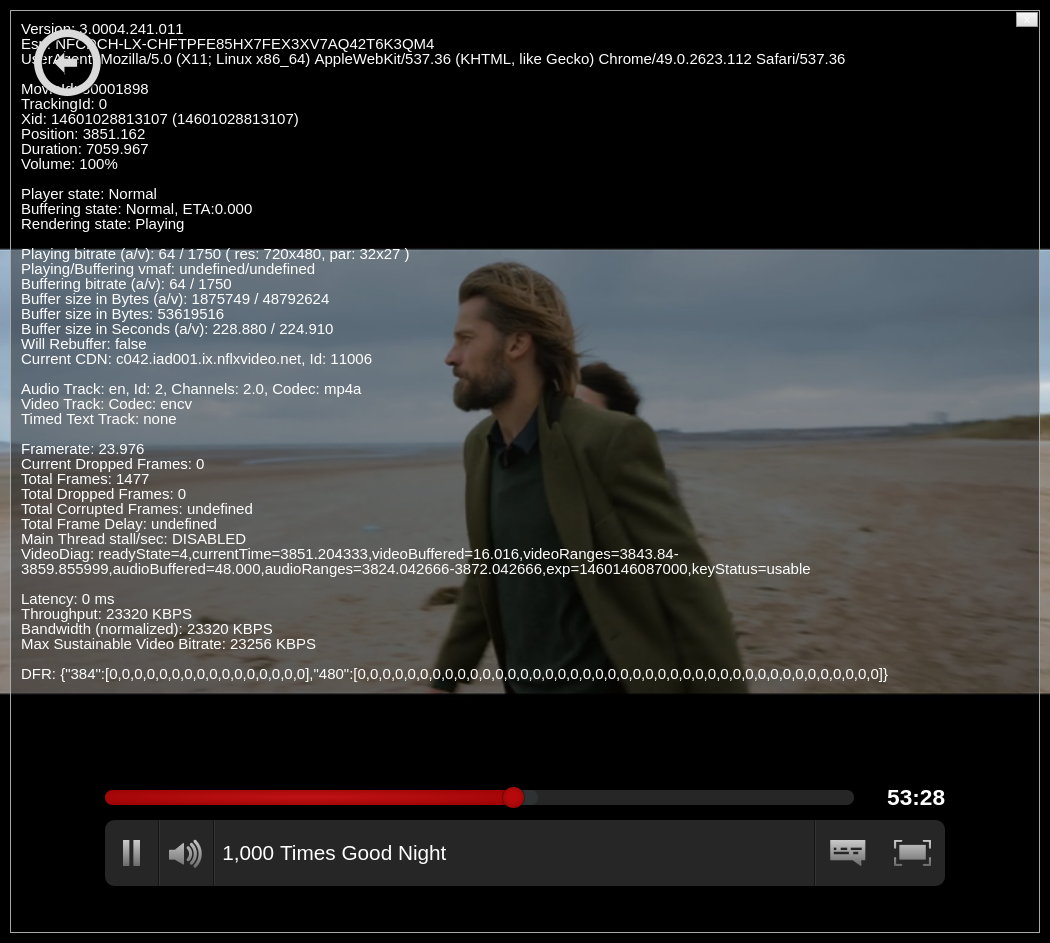 Version: 3.0004.241.011
Esn: NFCDCH-LX-CHFTPFE85HX7FEX3XV7AQ42T6K3QM4
UserAgent: Mozilla/5.0 (X11; Linux x86_64) AppleWebKit/537.36 (KHTML, like Gecko) Chrome/49.0.2623.112 Safari/537.36
MovieId: 80001898
TrackingId: 0
Xid: 14601028813107 (14601028813107)
Position: 3851.162
Duration: 7059.967
Volume: 100%
Player state: Normal
Buffering state: Normal, ETA:0.000
Rendering state: Playing
Playing bitrate (a/v): 64 / 1750 ( res: 720x480, par: 32x27 )
Playing/Buffering vmaf: undefined/undefined
Buffering bitrate (a/v): 64 / 1750
Buffer size in Bytes (a/v): 1875749 / 48792624
Buffer size in Bytes: 53619516
Buffer size in Seconds (a/v): 228.880 / 224.910
Will Rebuffer: false
Current CDN: c042.iad001.ix.nflxvideo.net, Id: 11006
Audio Track: en, Id: 2, Channels: 2.0, Codec: mp4a
Video Track: Codec: encv
Timed Text Track: none
Framerate: 23.976
Current Dropped Frames: 0
Total Frames: 1477
Total Dropped Frames: 0
Total Corrupted Frames: undefined
Total Frame Delay: undefined
Main Thread stall/sec: DISABLED
VideoDiag: readyState=4,currentTime=3851.204333,videoBuffered=16.016,videoRanges=3843.84-
3859.855999,audioBuffered=48.000,audioRanges=3824.042666-3872.042666,exp=1460146087000,keyStatus=usable
Latency: 0 ms
Throughput: 23320 KBPS
Bandwidth (normalized): 23320 KBPS
Max Sustainable Video Bitrate: 23256 KBPS
DFR: {"384":[0,0,0,0,0,0,0,0,0,0,0,0,0,0,0,0],"480":[0,0,0,0,0,0,0,0,0,0,0,0,0,0,0,0,0,0,0,0,0,0,0,0,0,0,0,0,0,0,0,0,0,0,0,0,0,0,0,0,0,0]}
53:28
1,000 Times Good Night